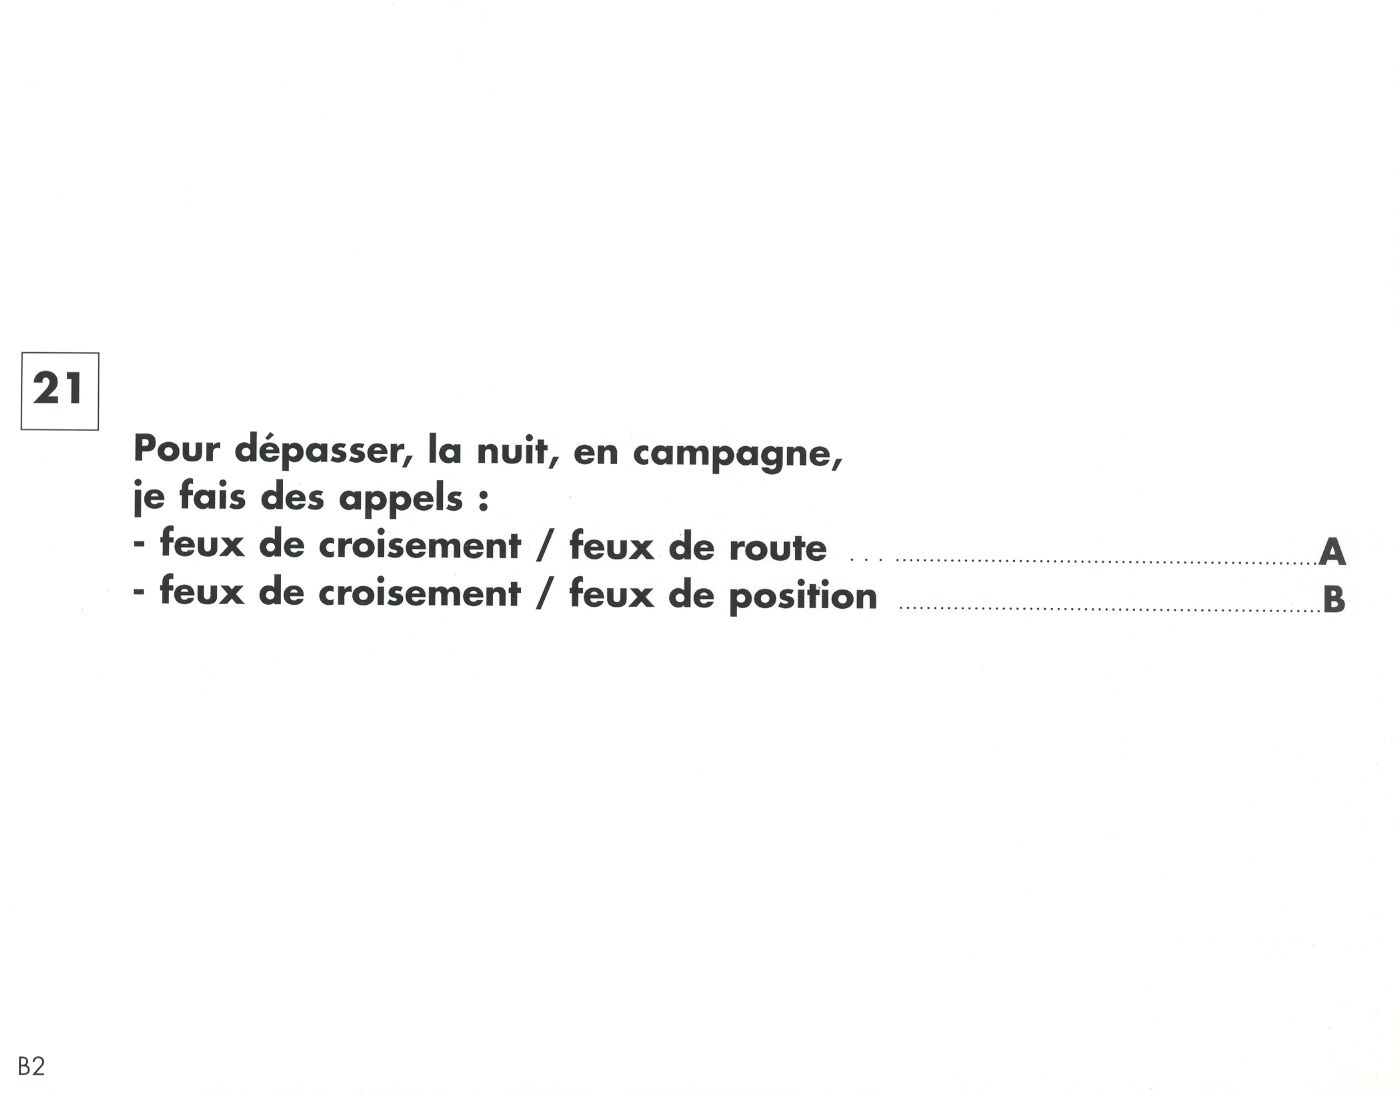 21
Pour dépasser, la nuit, en campagne,
je fais des appels :
- feux de croisement / feux de route ... ........................................................................A
- feux de croisement / feux de position ........................................................................B
B2